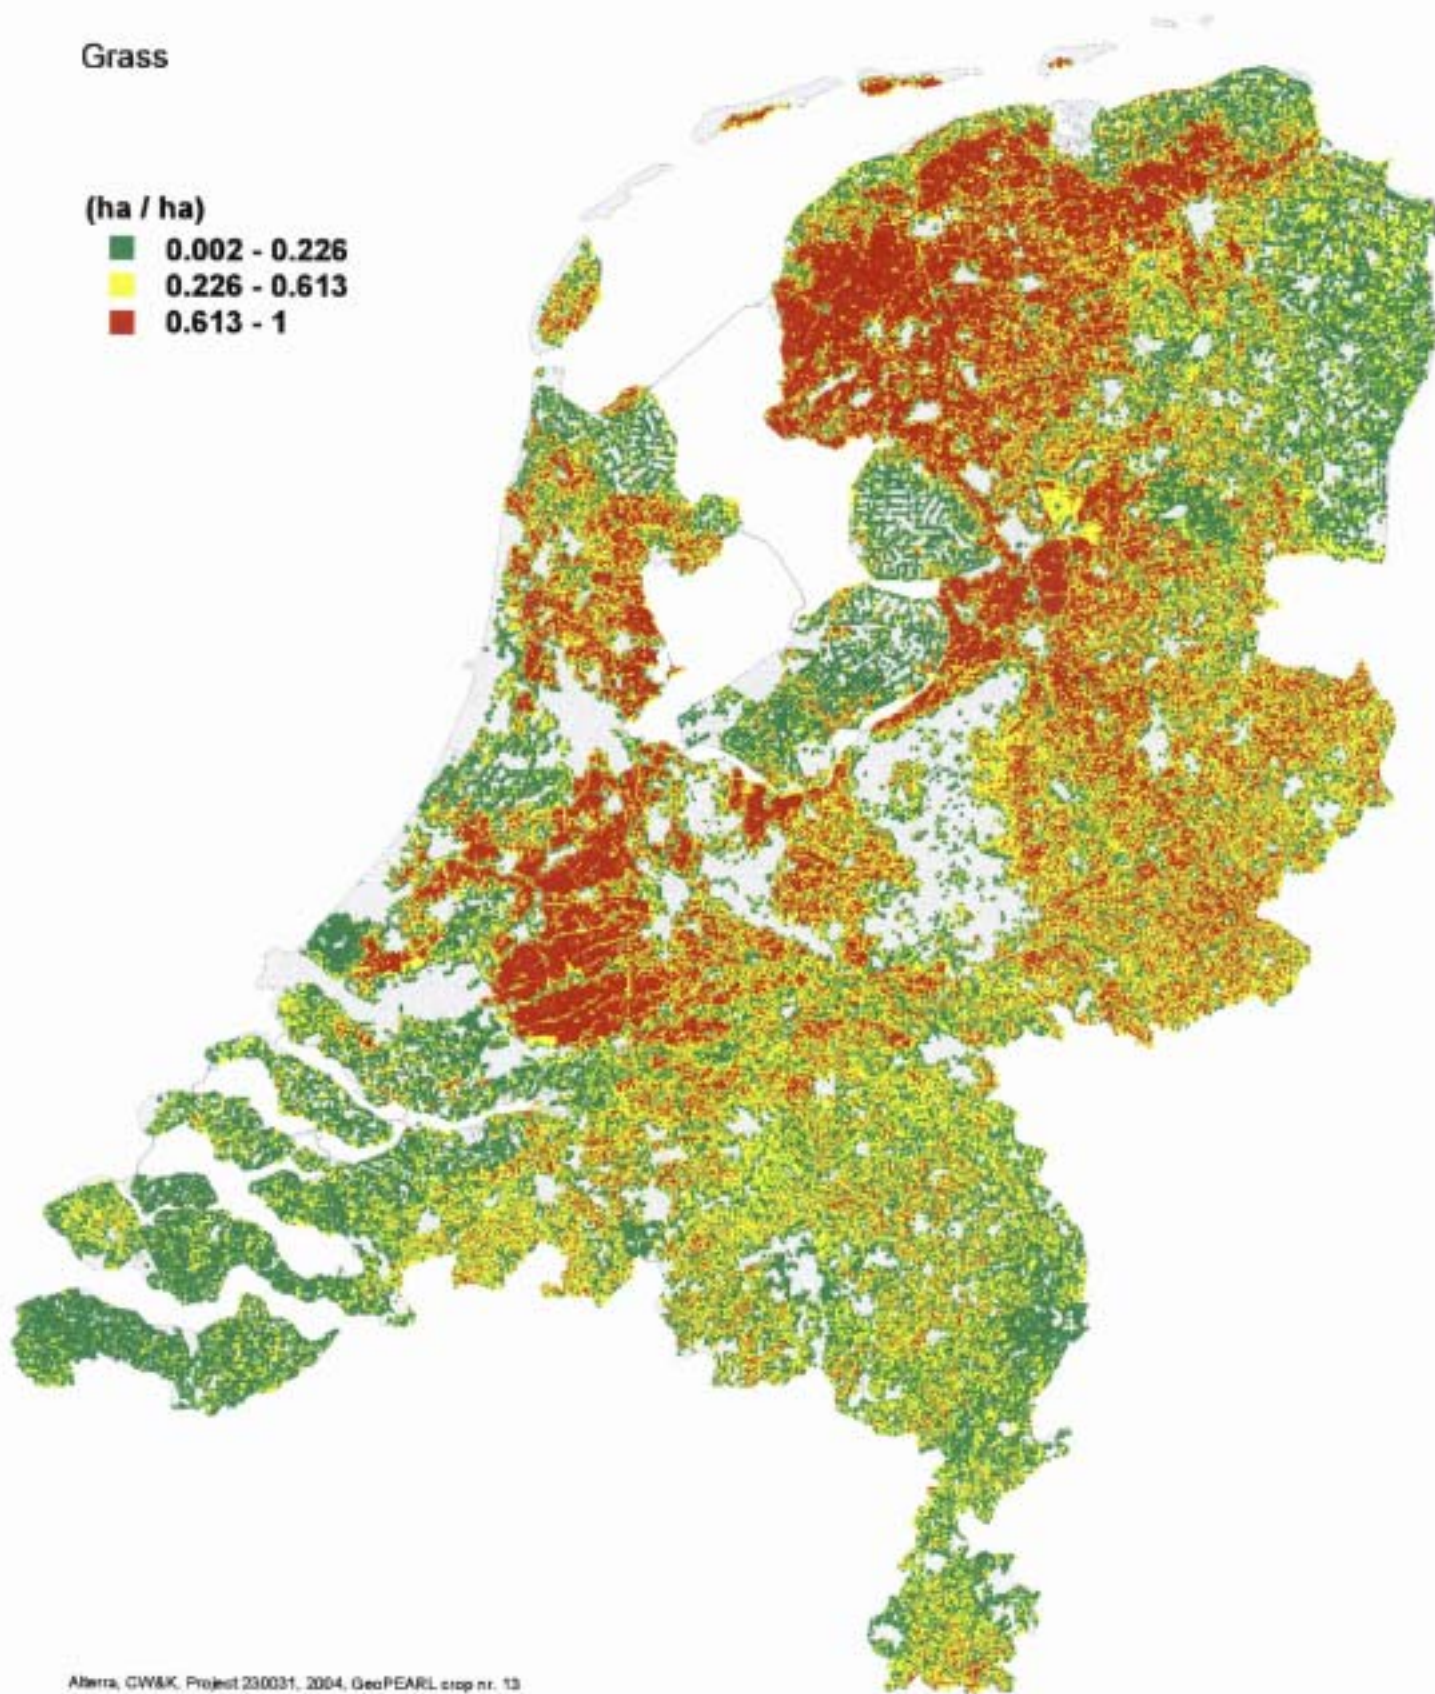 Grass
(ha / ha)
0.002 - 0.226
0.226 - 0.613
0.613 - 1
Alterra, CW&K, Project 230031, 2004, GeoPEARL crop nr. 13